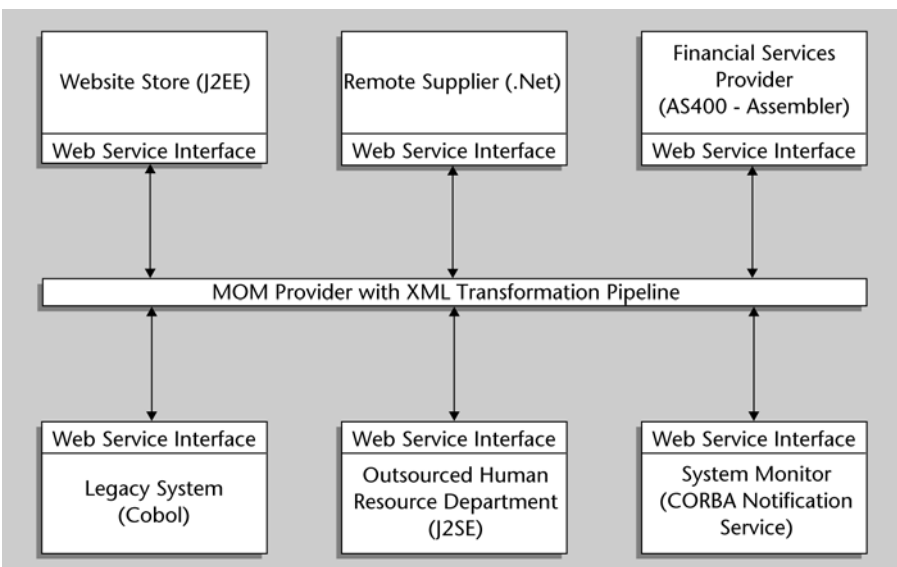 Website Store (J2EE)
Web Service Interface
Remote Supplier (.Net)
Web Service Interface
Financial Services
Provider
(AS400 - Assembler)
Web Service Interface
MOM Provider with XML Transformation Pipeline
Web Service Interface
Legacy System
(Cobol)
Web Service Interface
Outsourced Human
Resource Department
(J2SE)
Web Service Interface
System Monitor
(CORBA Notification
Service)